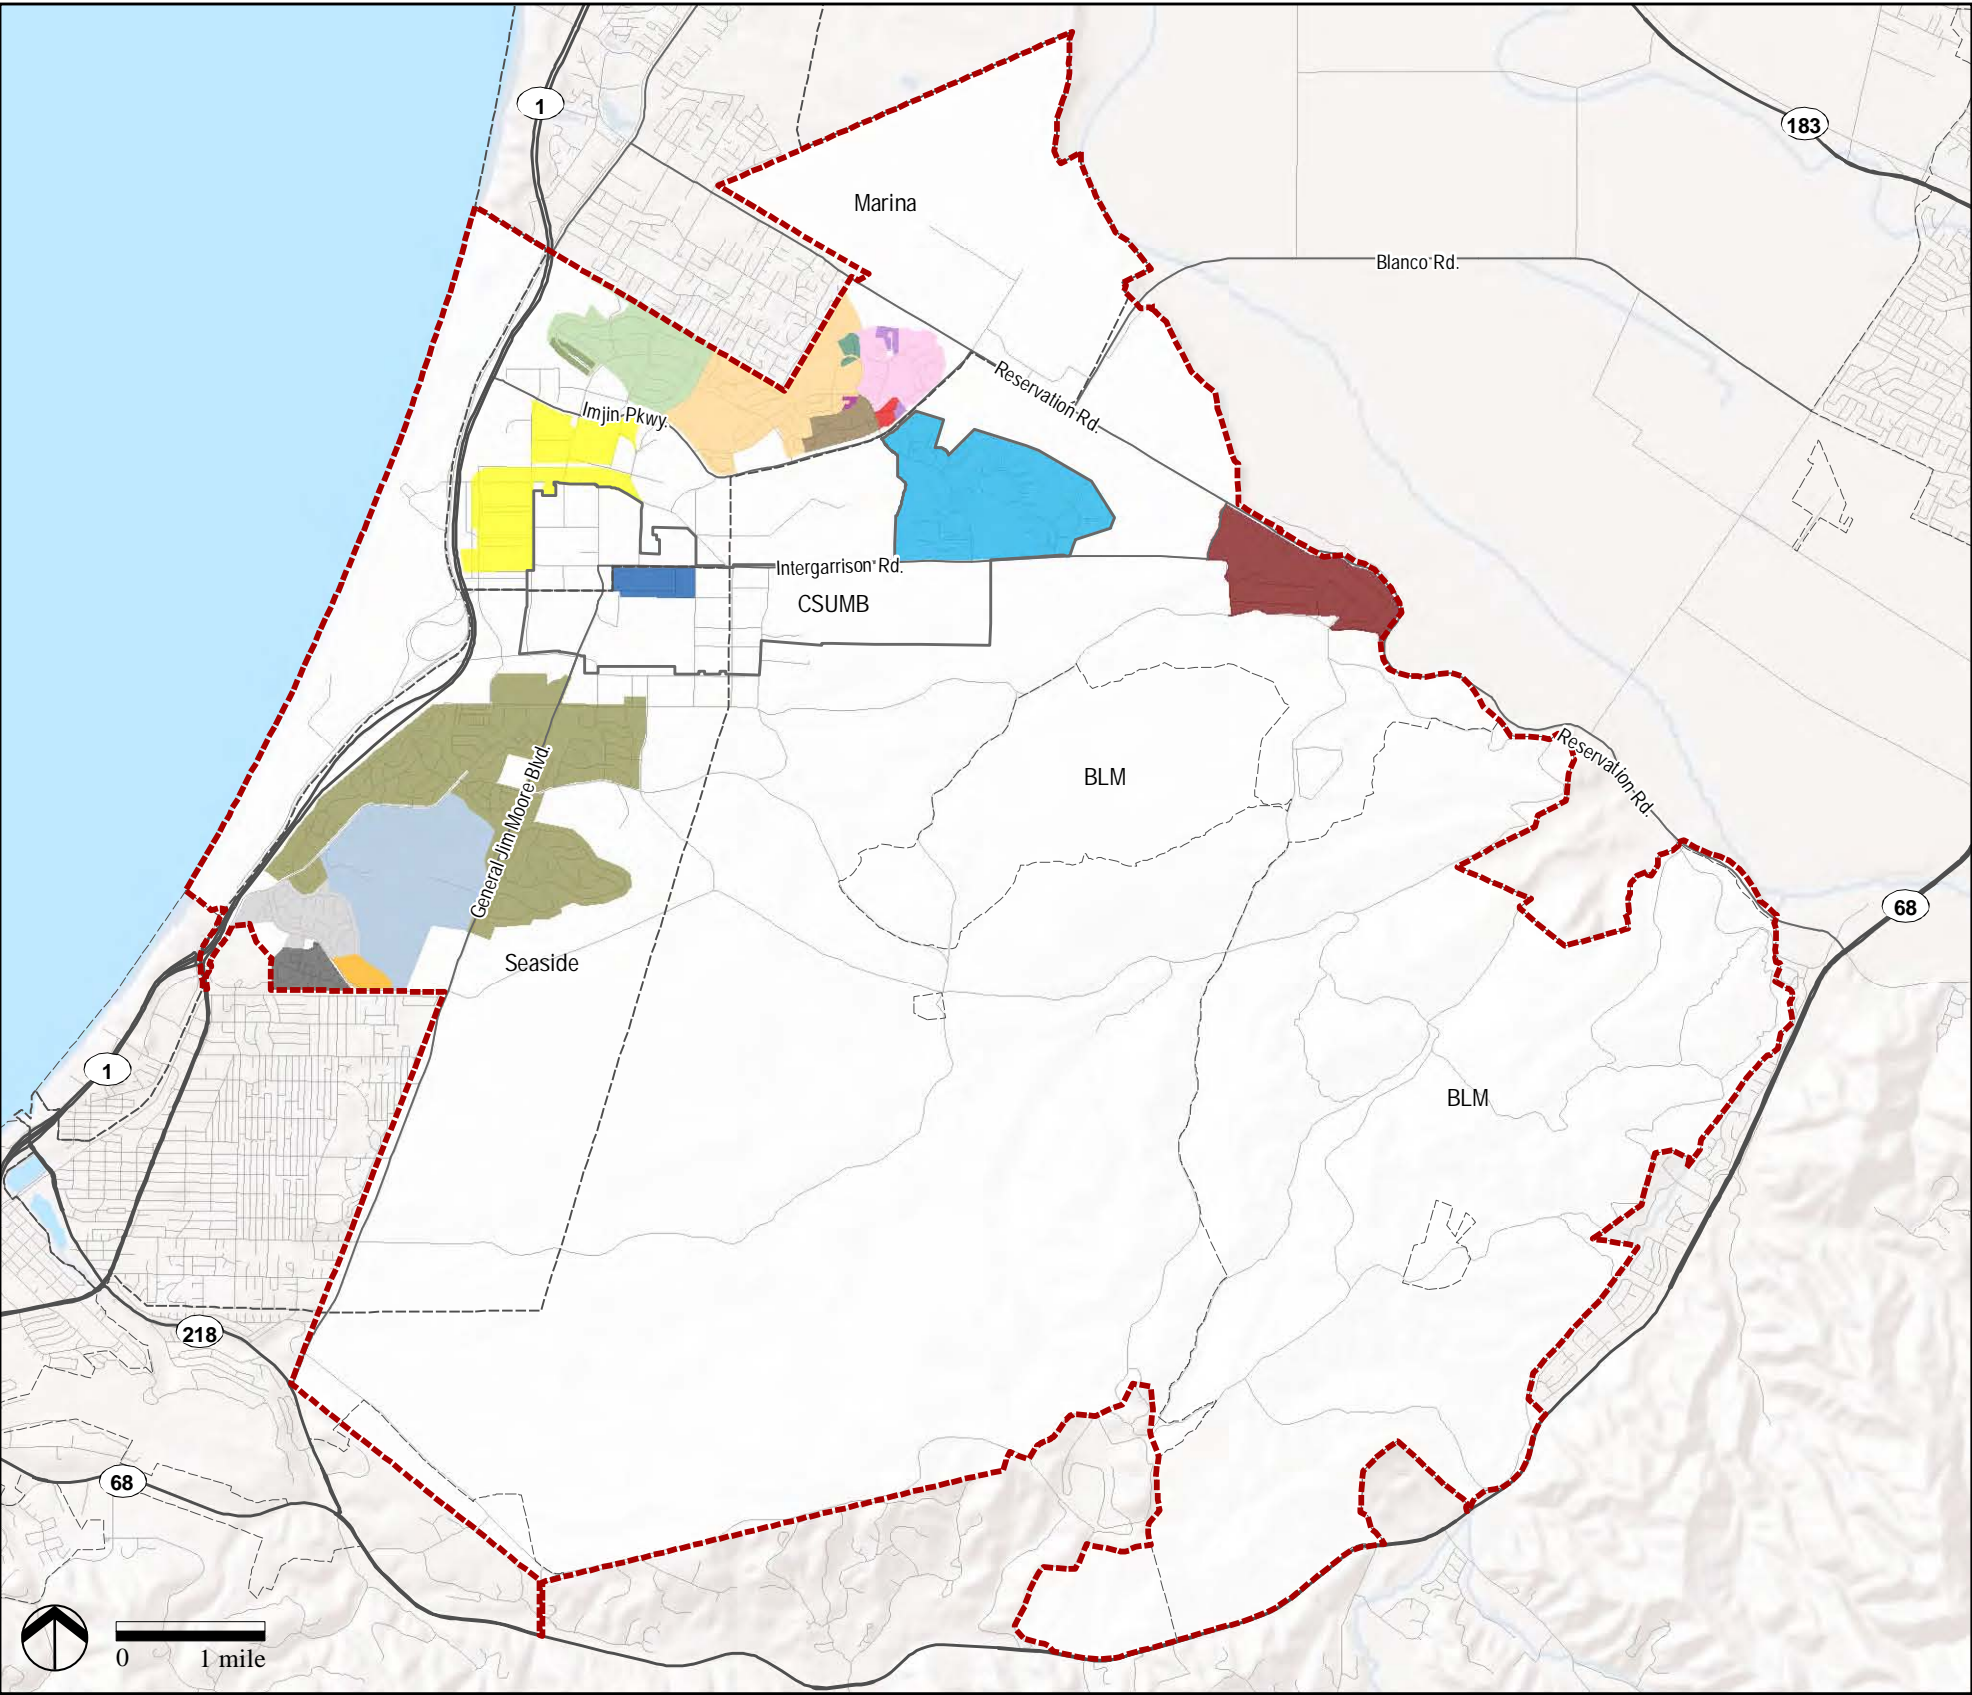 1
183
Marina
Blanco Rd.
Reservation Rd.
Imjin Pkwy.
Intergarrison Rd.
CSUMB
Reservation Rd.
General Jim Moore Blvd.
BLM
68
Seaside
1
BLM
218
68
0 1 mile